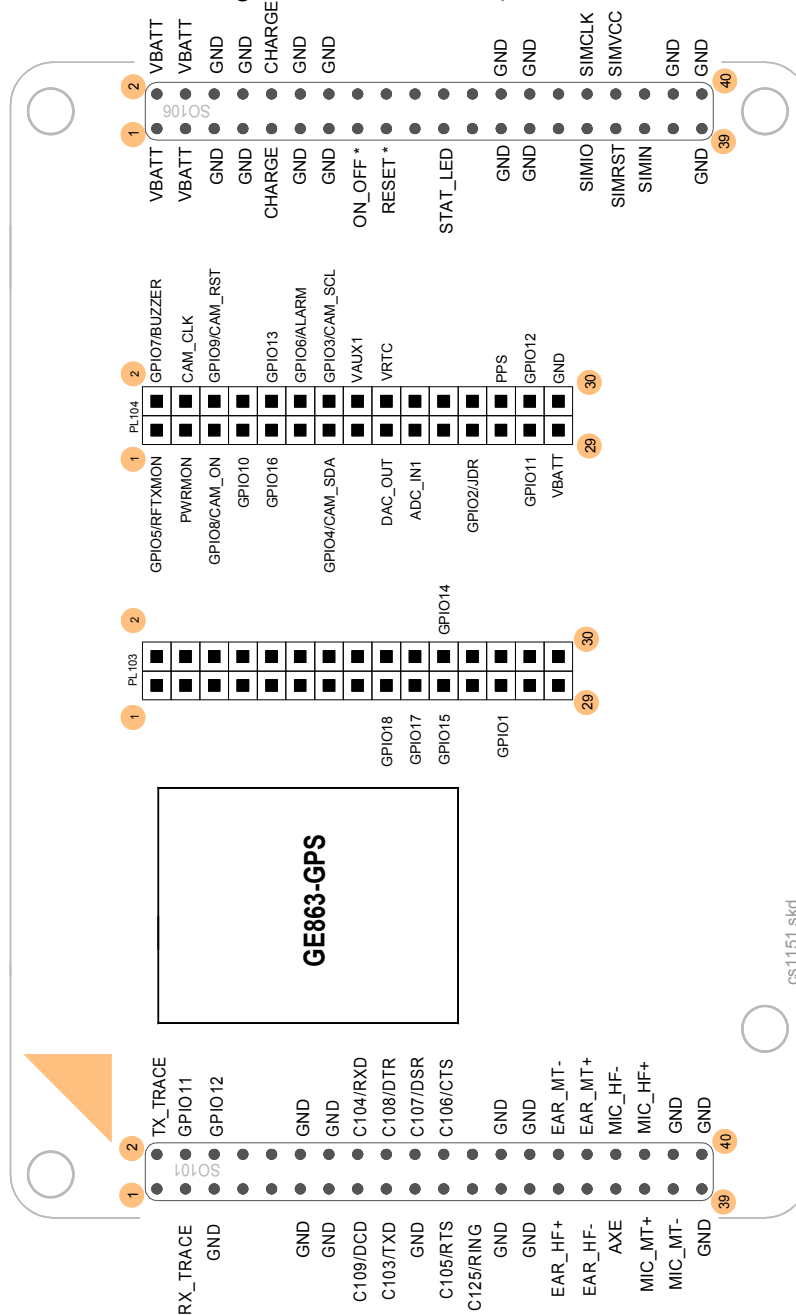 VBATT
VBATT
GND
GND
CHARGE
GND
GND
GND
GND
SIMCLK
SIMVCC
GND
GND
2
40
SO106
1
39
VBATT
VBATT
GND
GND
CHARGE
GND
GND
ON_OFF *
RESET *
STAT_LED
GND
GND
SIMIO
SIMRST
SIMIN
GND
GPIO7/BUZZER
CAM_CLK
GPIO9/CAM_RST
GPIO13
GPIO6/ALARM
GPIO3/CAM_SCL
VAUX1
VRTC
PPS
GPIO12
GND
2
30
PL104
1
29
GPIO5/RFTXMON
PWRMON
GPIO8/CAM_ON
GPIO10
GPIO16
GPIO4/CAM_SDA
DAC_OUT
ADC_IN1
GPIO2/JDR
GPIO11
VBATT
2
GPIO14
30
PL103
1
29
GPIO18
GPIO17
GPIO15
GPIO1
GE863-GPS
cs1151.skd
TX_TRACE
GPIO11
GPIO12
GND
GND
C104/RXD
C108/DTR
C107/DSR
C106/CTS
GND
GND
EAR_MT-
EAR_MT+
MIC_HF-
MIC_HF+
GND
GND
2
40
SO101
1
39
RX_TRACE
GND
GND
GND
C109/DCD
C103/TXD
GND
C105/RTS
C125/RING
GND
GND
EAR_HF+
EAR_HF-
AXE
MIC_MT+
MIC_MT-
GND